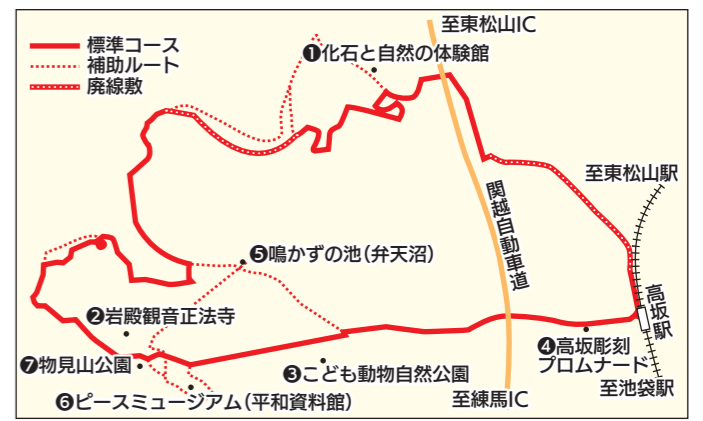 標準コース
補助ルート
廃線敷
至東松山IC
❶化石と自然の体験館
関越自動車道
至東松山駅
❺鳴かずの池(弁天沼)
❷岩殿観音正法寺
高坂駅
❹高坂彫刻
プロムナード
❼物見山公園
❸こども動物自然公園
至池袋駅
❻ピースミュージアム(平和資料館)
至練馬IC